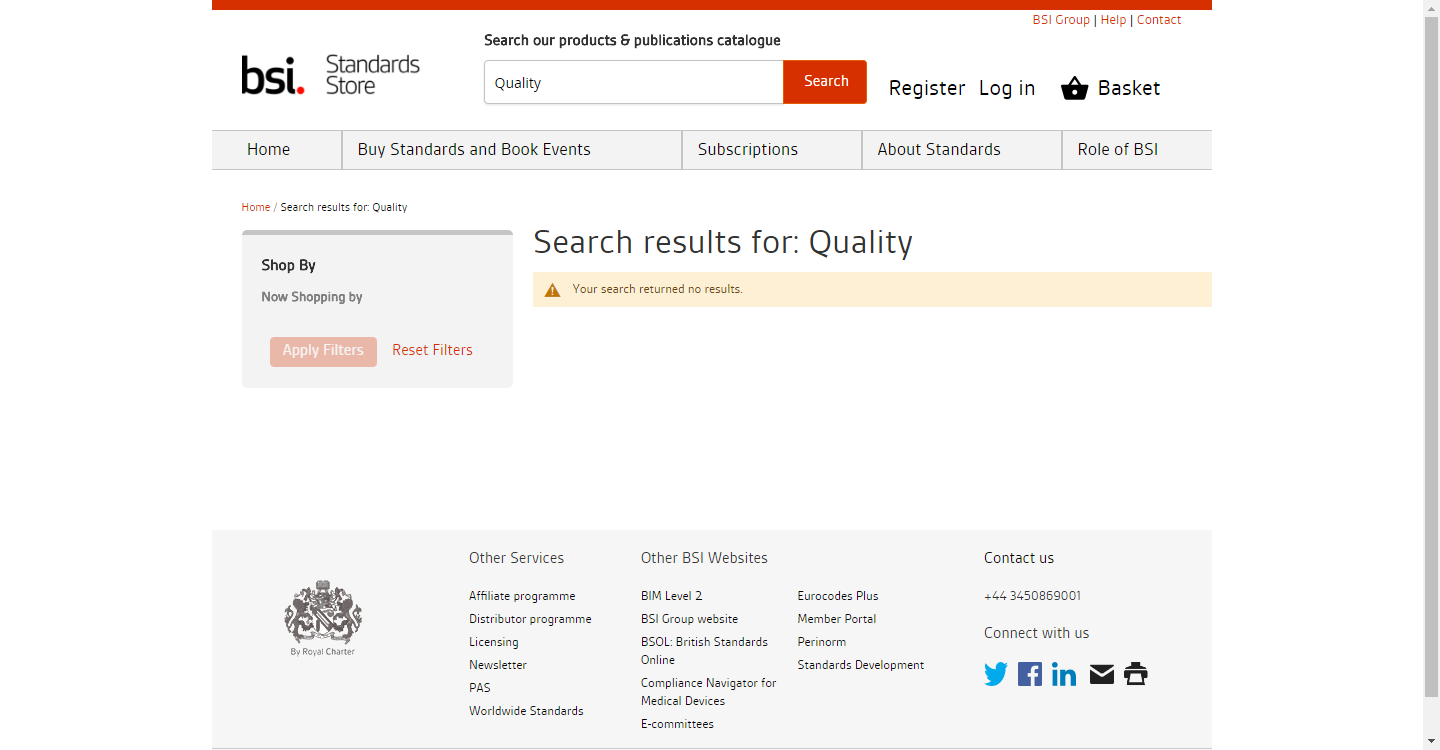 BSI Group | Help | Contact
Search our products & publications catalogue
bsi. Standards Store
Quality
Search
Register Log in Basket
Home
Buy Standards and Book Events
Subscriptions
About Standards
Role of BSI
Home / Search results for: Quality
Shop By
Now Shopping by
Apply Filters
Reset Filters
Search results for: Quality
Your search returned no results.
By Royal Charter
Other Services
Affiliate programme
Distributor programme
Licensing
Newsletter
PAS
Worldwide Standards
Other BSI Websites
BIM Level 2
BSI Group website
BSOL: British Standards
Online
Compliance Navigator for
Medical Devices
E-committees
Eurocodes Plus
Member Portal
Perinorm
Standards Development
Contact us
+44 3450869001
Connect with us